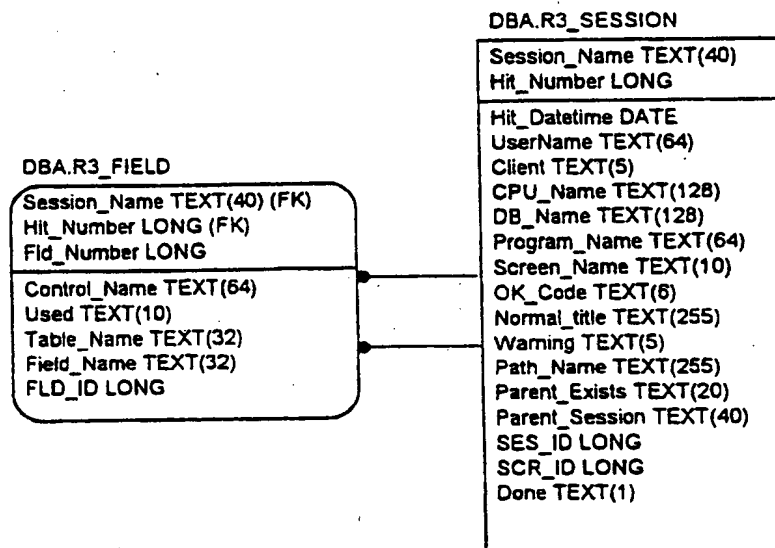 DBA.R3_SESSION
Session_Name TEXT(40)
Hit_Number LONG
Hit_Datetime DATE
UserName TEXT(64)
Client TEXT(5)
CPU_Name TEXT(128)
DB_Name TEXT(128)
Program_Name TEXT(64)
Screen_Name TEXT(10)
OK_Code TEXT(6)
Normal_title TEXT(255)
Warning TEXT(5)
Path_Name TEXT(255)
Parent_Exists TEXT(20)
Parent_Session TEXT(40)
SES_ID LONG
SCR_ID LONG
Done TEXT(1)
DBA.R3_FIELD
Session_Name TEXT(40) (FK)
Hit_Number LONG (FK)
Fld_Number LONG
Control_Name TEXT(64)
Used TEXT(10)
Table_Name TEXT(32)
Field_Name TEXT(32)
FLD_ID LONG